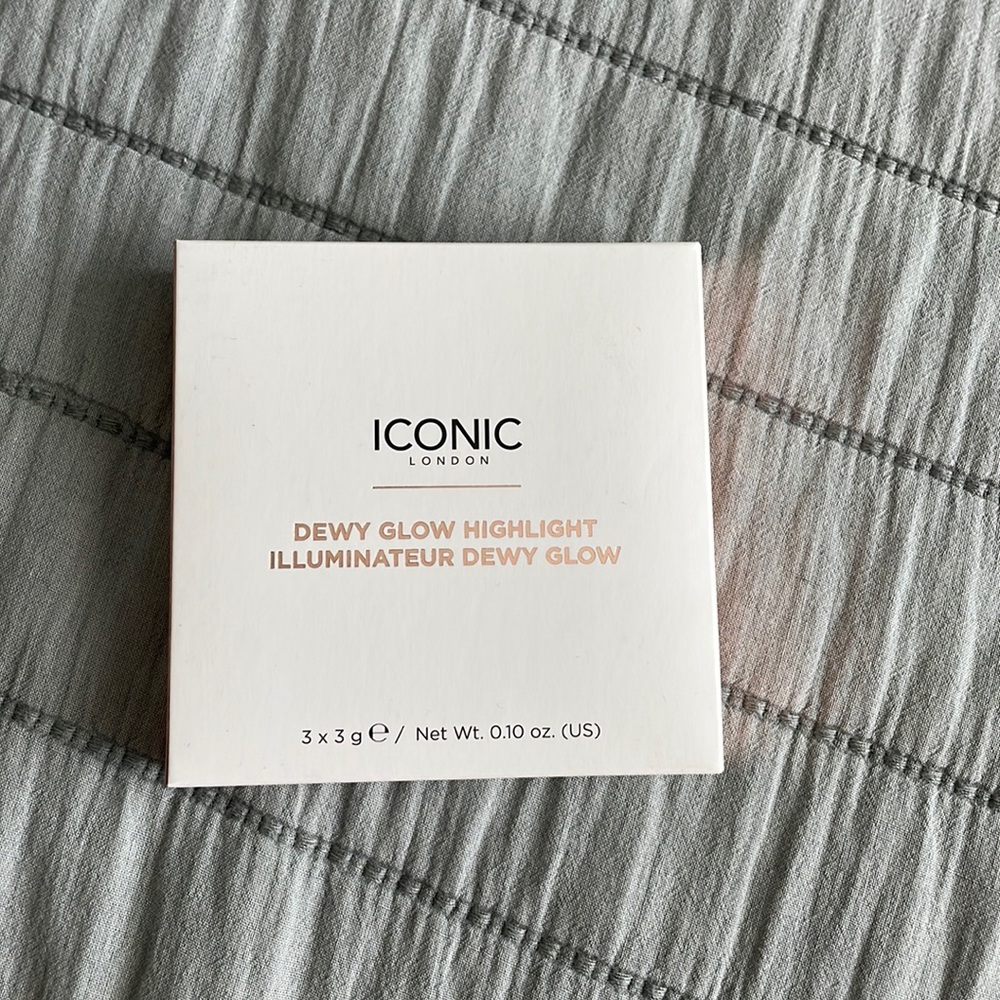 ICONIC
LONDON
DEWY GLOW HIGHLIGHT
ILLUMINATEUR DEWY GLOW
3 x 3 g ℮ / Net Wt. 0.10 oz. (US)